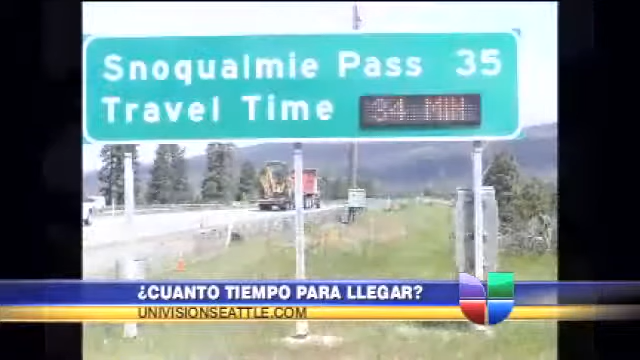 Snoqualmie Pass 35
Travel Time 34 MIN
¿CUANTO TIEMPO PARA LLEGAR?
UNIVISIONSEATTLE.COM